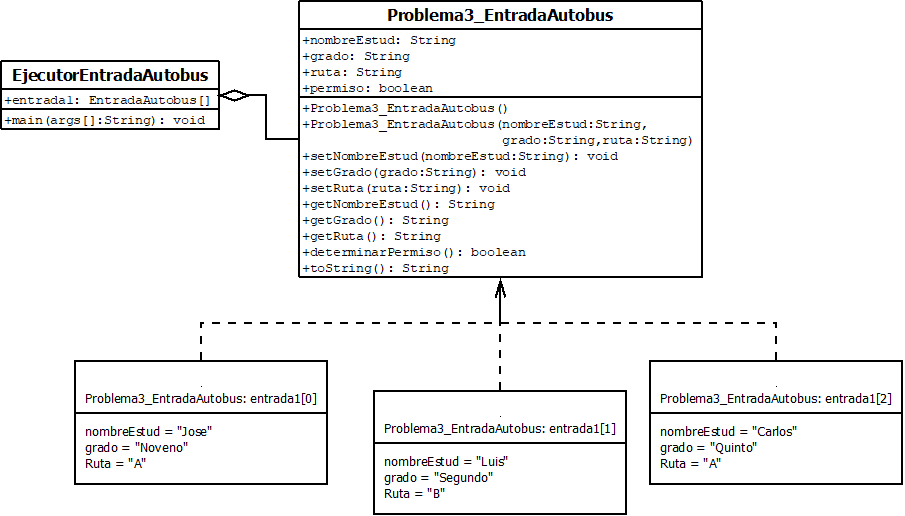 Problema3_EntradaAutobus
+nombreEstud: String
+grado: String
+ruta: String
+permiso: boolean
+Problema3_EntradaAutobus()
+Problema3_EntradaAutobus(nombreEstud:String,
grado:String,ruta:String)
+setNombreEstud(nombreEstud:String): void
+setGrado(grado:String): void
+setRuta(ruta:String): void
+getNombreEstud(): String
+getGrado(): String
+getRuta(): String
+determinarPermiso(): boolean
+toString(): String
EjecutorEntradaAutobus
+entrada1: EntradaAutobus[]
+main(args[]:String): void
Problema3_EntradaAutobus: entrada1[0]
nombreEstud = "Jose"
grado = "Noveno"
Ruta = "A"
Problema3_EntradaAutobus: entrada1[1]
nombreEstud = "Luis"
grado = "Segundo"
Ruta = "B"
Problema3_EntradaAutobus: entrada1[2]
nombreEstud = "Carlos"
grado = "Quinto"
Ruta = "A"